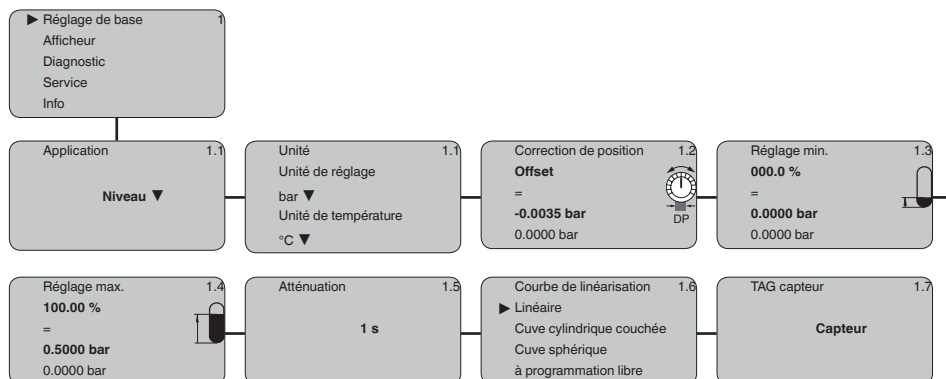 ▶ Réglage de base 1
Afficheur
Diagnostic
Service
Info
Application 1.1
Niveau ▼
Unité 1.1
Unité de réglage
bar ▼
Unité de température
°C ▼
Correction de position 1.2
Offset
=
-0.0035 bar
0.0000 bar
DP
Réglage min. 1.3
000.0 %
=
0.0000 bar
0.0000 bar
Réglage max. 1.4
100.00 %
=
0.5000 bar
0.0000 bar
Atténuation 1.5
1 s
Courbe de linéarisation 1.6
▶ Linéaire
Cuve cylindrique couchée
Cuve sphérique
à programmation libre
TAG capteur 1.7
Capteur